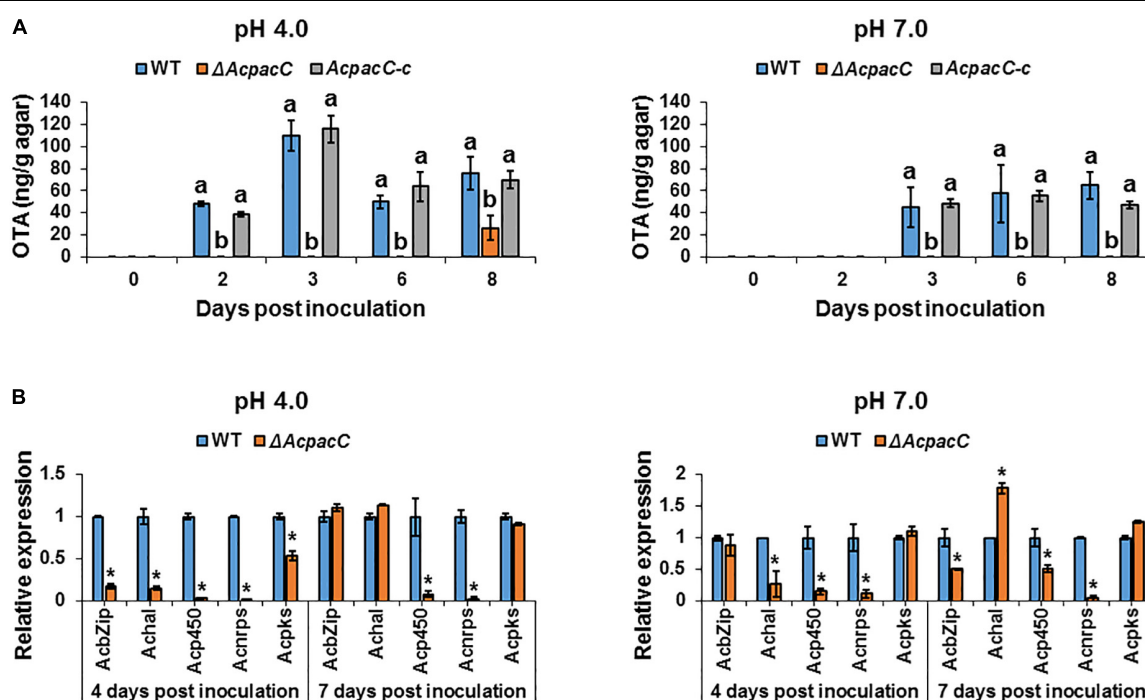 A
pH 4.0
WT ΔAcpacC AcpacC-c
OTA (ng/g agar)
140
120
100
80
60
40
20
0
a a
b
a a
b
a a
b
a b a
0 2 3 6 8
Days post inoculation
pH 7.0
WT ΔAcpacC AcpacC-c
OTA (ng/g agar)
140
120
100
80
60
40
20
0
a b a
a b a
a b a
0 2 3 6 8
Days post inoculation
B
pH 4.0
WT ΔAcpacC
Relative expression
1.5
1
0.5
0
* * * * * * *
AcbZip Achal Acp450 Acnrps Acpks AcbZip Achal Acp450 Acnrps Acpks
4 days post inoculation 7 days post inoculation
pH 7.0
WT ΔAcpacC
Relative expression
2
1.5
1
0.5
0
* * * * * * *
AcbZip Achal Acp450 Acnrps Acpks AcbZip Achal Acp450 Acnrps Acpks
4 days post inoculation 7 days post inoculation